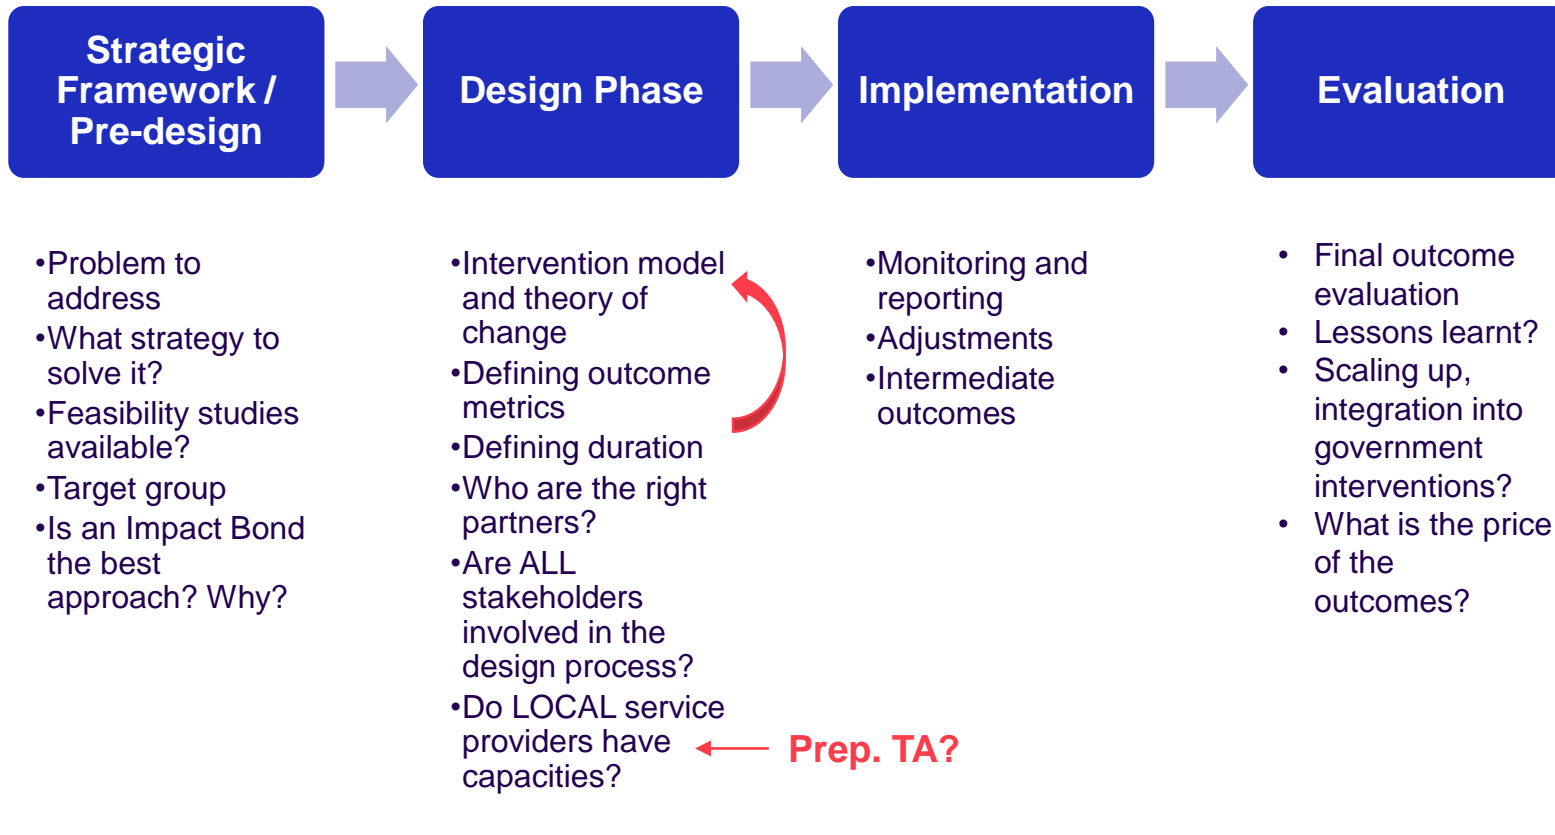 Strategic
Framework /
Pre-design
Design Phase
Implementation
Evaluation
•Problem to
address
•What strategy to
solve it?
•Feasibility studies
available?
•Target group
•Is an Impact Bond
the best
approach? Why?
•Intervention model
and theory of
change
•Defining outcome
metrics
•Defining duration
•Who are the right
partners?
•Are ALL
stakeholders
involved in the
design process?
•Do LOCAL service
providers have
capacities?
Prep. TA?
•Monitoring and
reporting
•Adjustments
•Intermediate
outcomes
• Final outcome
evaluation
• Lessons learnt?
• Scaling up,
integration into
government
interventions?
• What is the price
of the
outcomes?